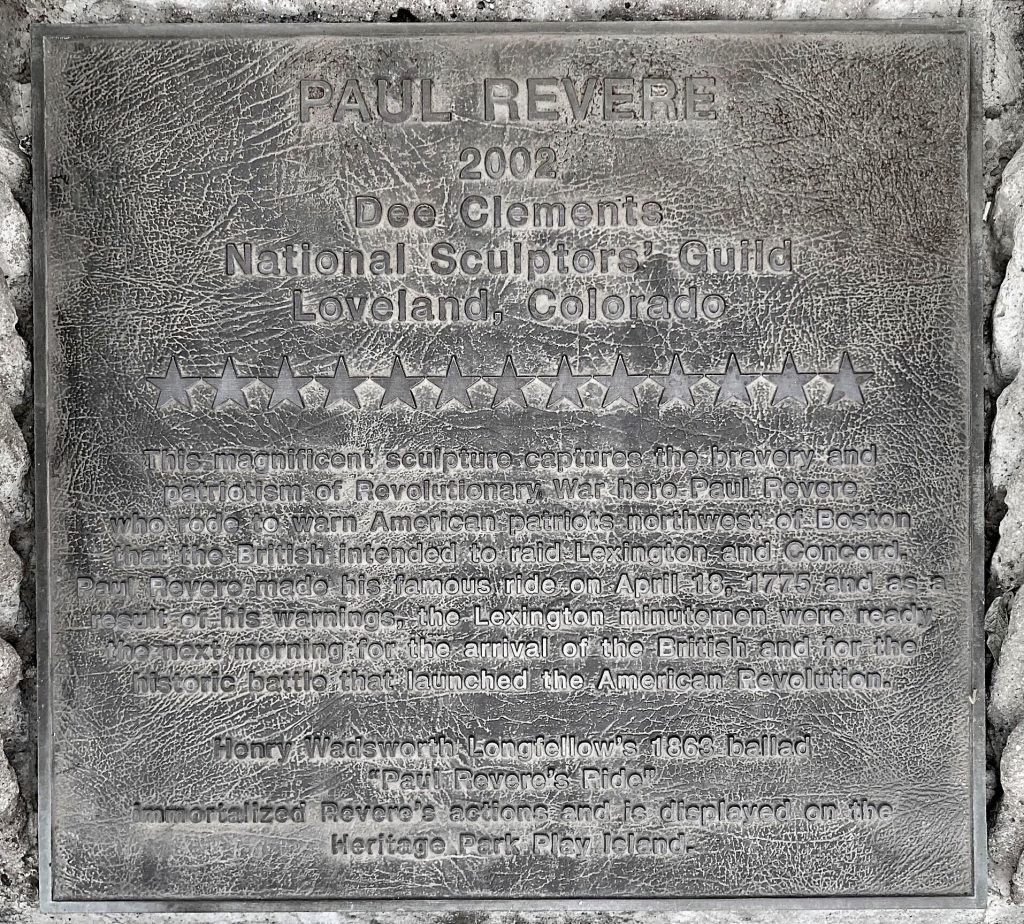 PAUL REVERE
2002
Dee Clements
National Sculptors' Guild
Loveland, Colorado
This magnificent sculpture captures the bravery and
patriotism of Revolutionary War hero Paul Revere
who rode to warn American patriots northwest of Boston
that the British intended to raid Lexington and Concord.
Paul Revere made his famous ride on April 18, 1775 and as a
result of his warnings, the Lexington minutemen were ready
the next morning for the arrival of the British and for the
historic battle that launched the American Revolution.
Henry Wadsworth Longfellow's 1863 ballad
"Paul Revere's Ride"
immortalized Revere's actions and is displayed on the
Heritage Park Play Island.